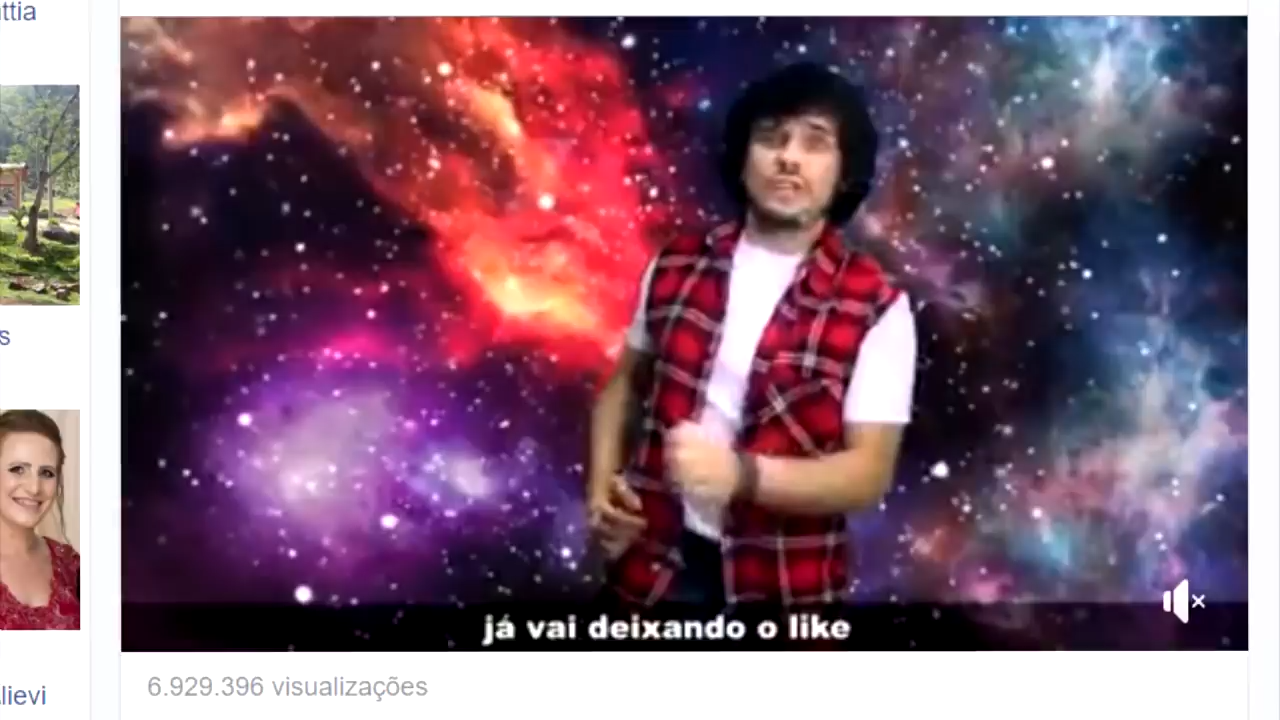 ttia
s
lievi
já vai deixando o like
6.929.396 visualizações